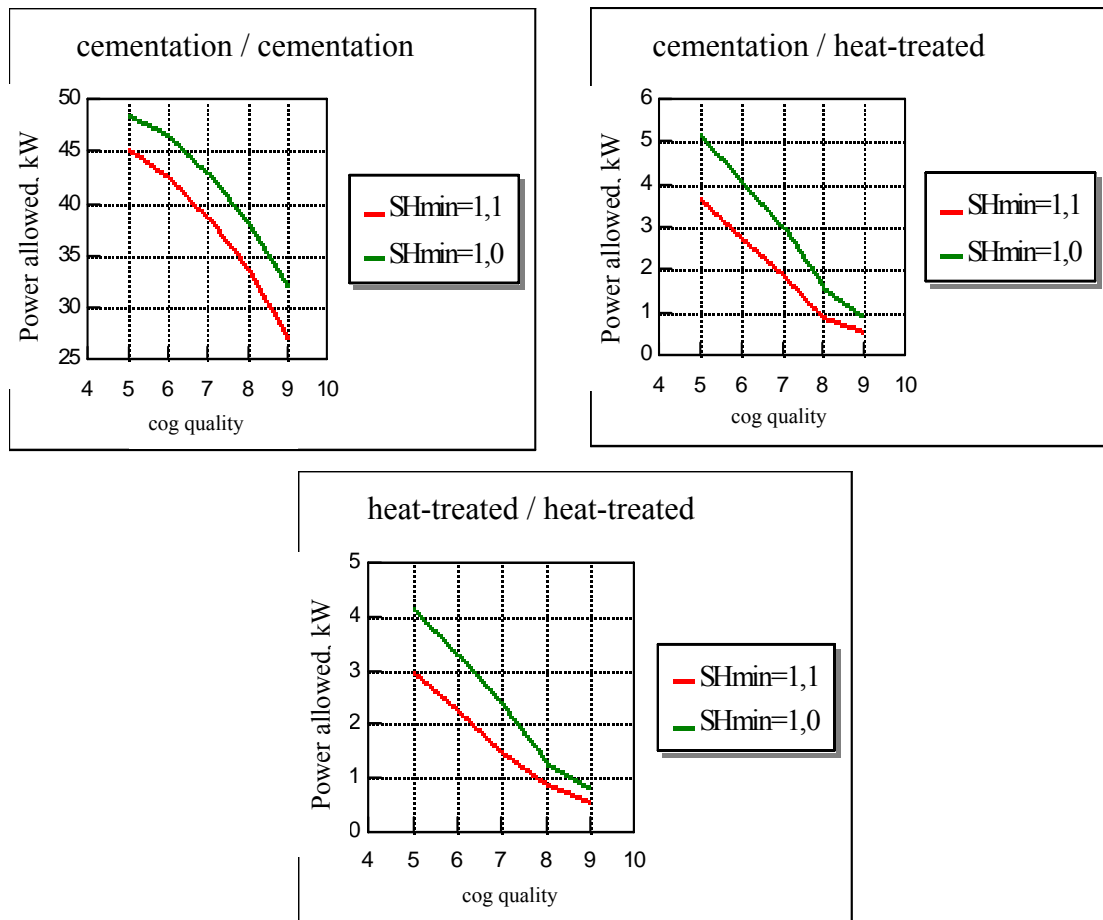 cementation / cementation
Power allowed, kW
50
45
40
35
30
25
4 5 6 7 8 9 10
cog quality
SHmin=1,1
SHmin=1,0
cementation / heat-treated
Power allowed, kW
6
5
4
3
2
1
0
4 5 6 7 8 9 10
cog quality
SHmin=1,1
SHmin=1,0
heat-treated / heat-treated
Power allowed, kW
5
4
3
2
1
0
4 5 6 7 8 9 10
cog quality
SHmin=1,1
SHmin=1,0